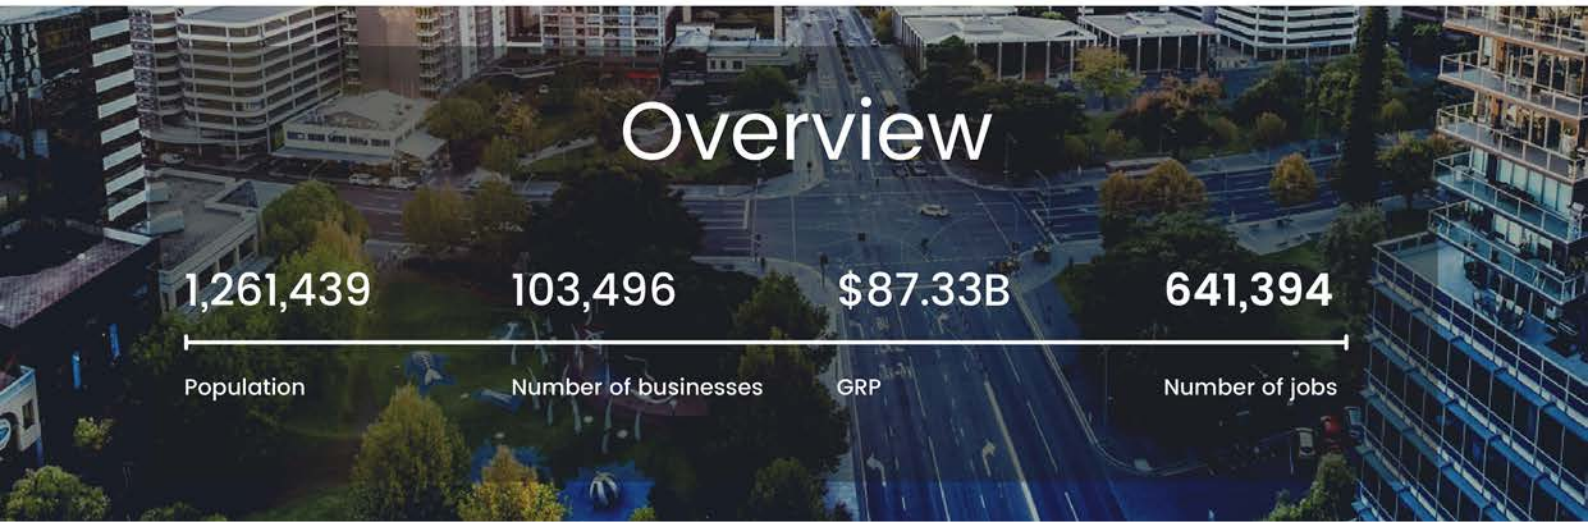 Overview
1,261,439 103,496 $87.33B 641,394
Population Number of businesses GRP Number of jobs